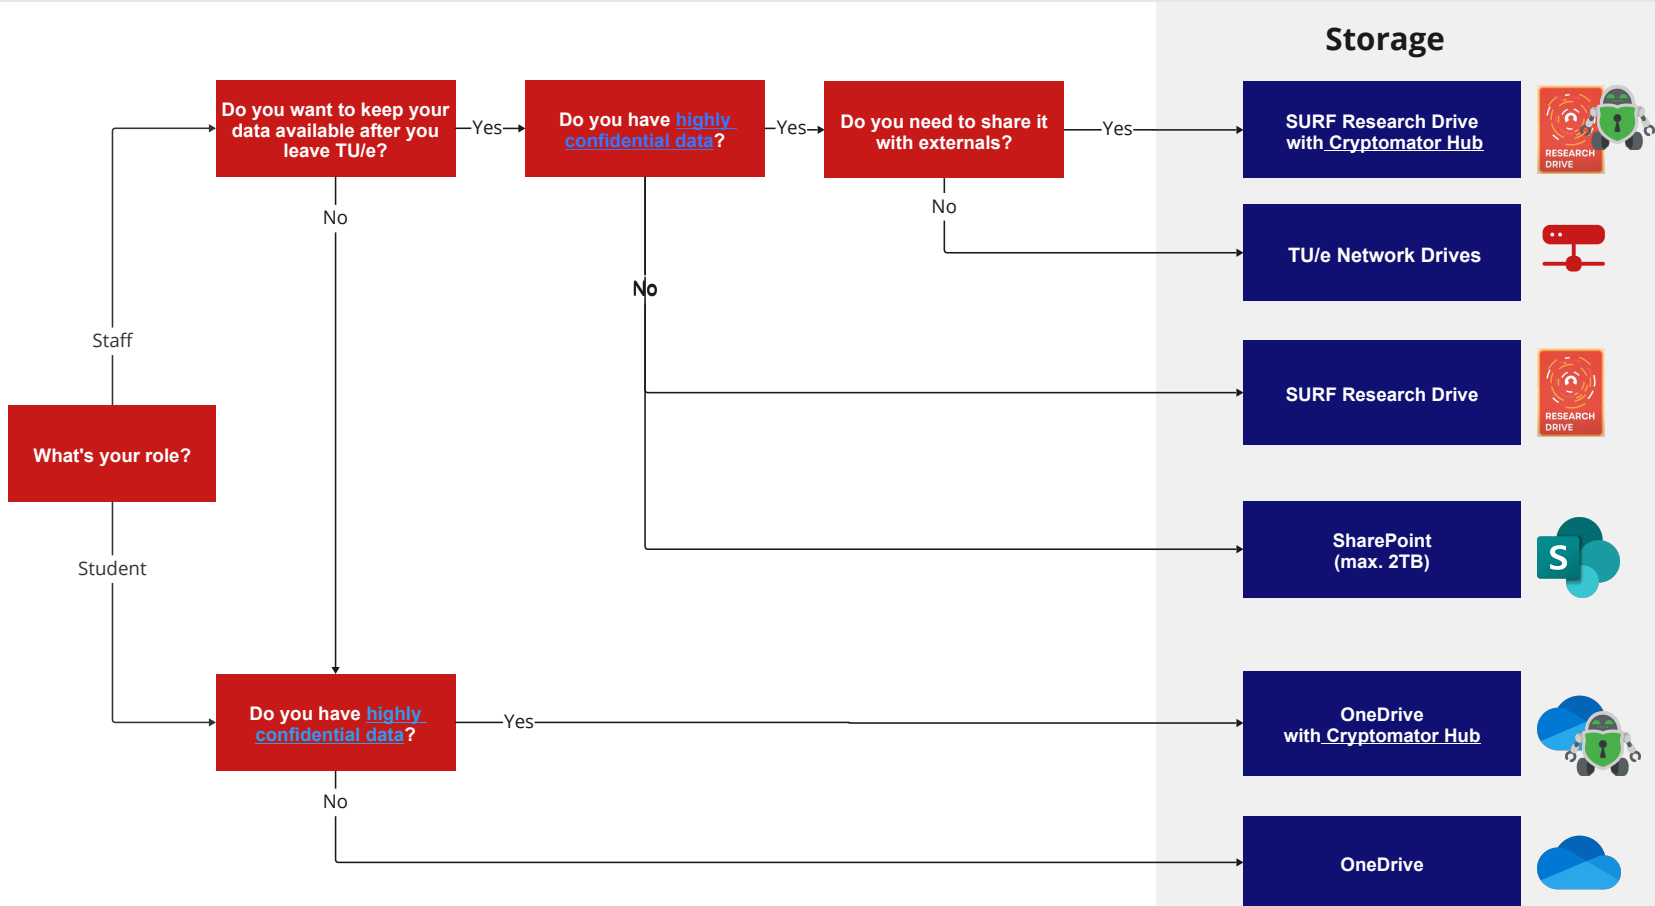 Storage
Do you want to keep your
data available after you
leave TU/e?
Yes
Do you have highly
confidential data?
Yes
Do you need to share it
with externals?
Yes
SURF Research Drive
with Cryptomator Hub
RESEARCH
DRIVE
No
No
TU/e Network Drives
No
Staff
SURF Research Drive
RESEARCH
DRIVE
What's your role?
Student
SharePoint
(max. 2TB)
S
Do you have highly
confidential data?
Yes
OneDrive
with Cryptomator Hub
No
OneDrive